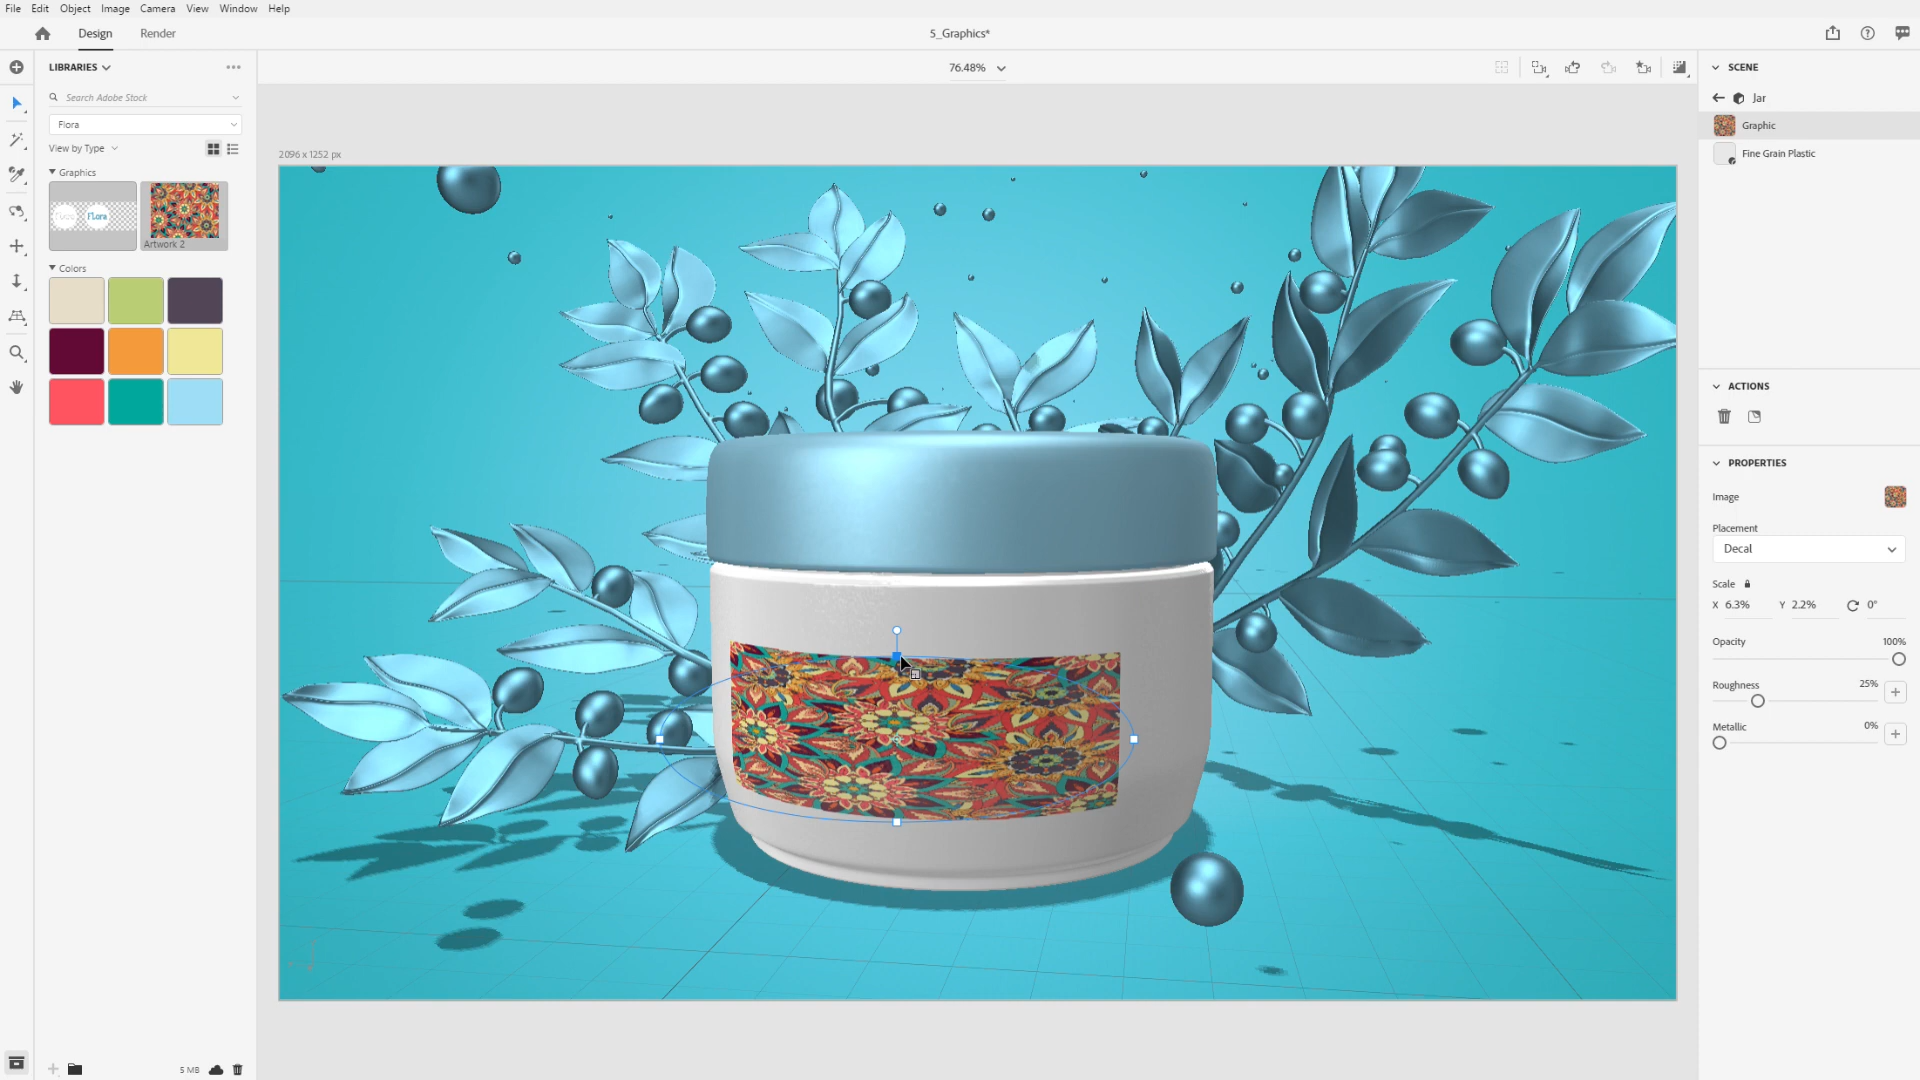 File Edit Object Image Camera View Window Help
Design Render 5_Graphics*
LIBRARIES
76.48%
Search Adobe Stock
Flora
View by Type
Graphics
Flora
Artwork 2
Colors
2096 x 1252 px
5 MB
SCENE
Jar
Graphic
Fine Grain Plastic
ACTIONS
PROPERTIES
Image
Placement
Decal
Scale
X 6.3% Y 2.2% 0°
Opacity 100%
Roughness 25%
Metallic 0%